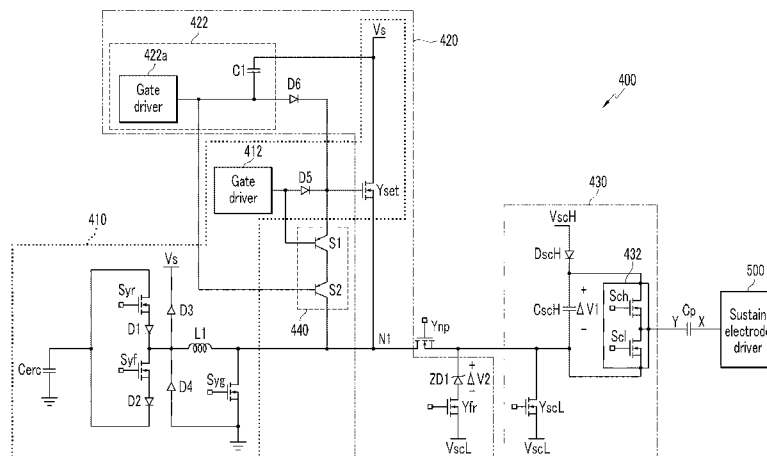 422
420
Vs
422a
Gate
driver
C1
D6
400
412
Gate
driver
D5
Yset
430
410
VscH
S1
DscH
432
500
Vs
S2
Syr
D3
CscH
+
ΔV1
−
Sch
Sustain
electrode
driver
440
Ynp
Y
Cp
X
D1
L1
N1
Scl
Cerc
Syf
D4
Syg
ZD1
+
ΔV2
−
D2
Yfr
YscL
VscL
VscL